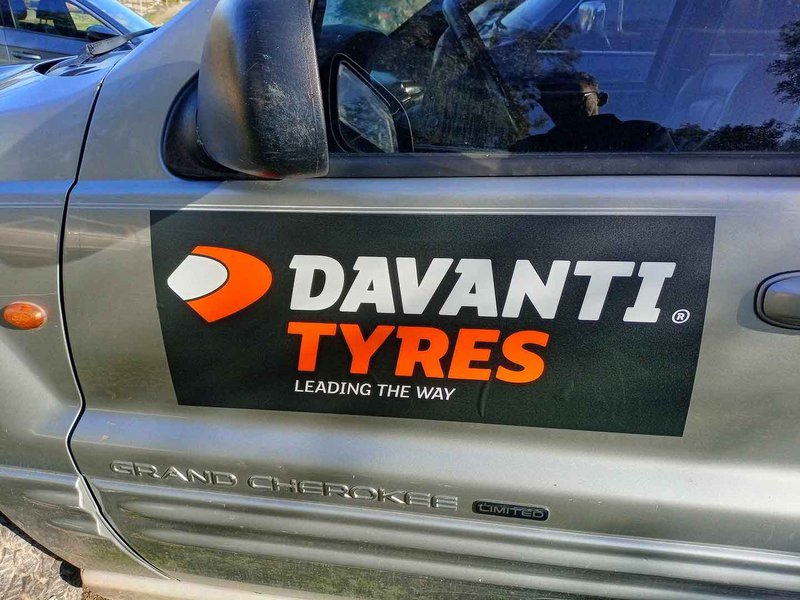 DAVANTI ®
TYRES
LEADING THE WAY
GRAND CHEROKEE LIMITED